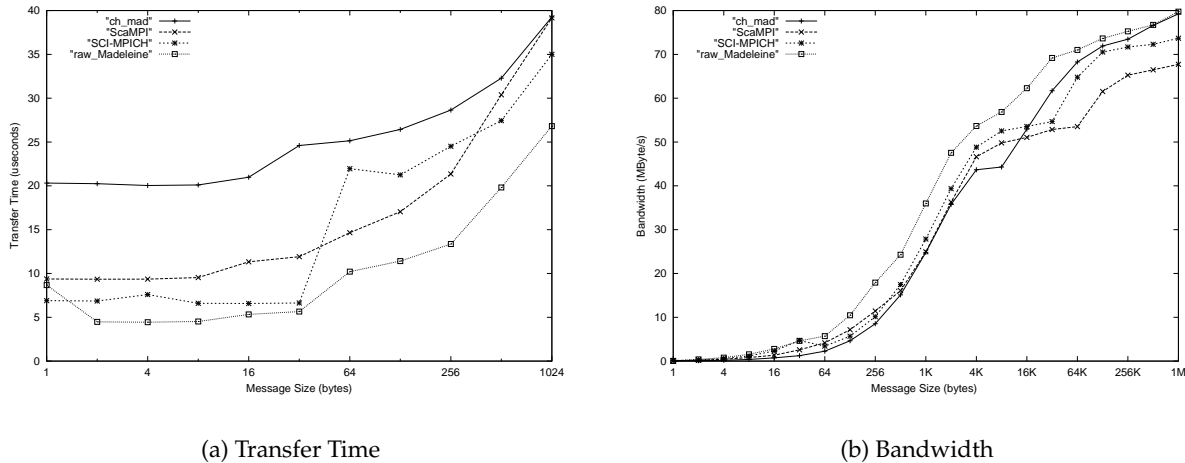 40
35
30
25
20
15
10
5
0
Transfer Time (useconds)
"ch_mad"
"ScaMPI"
"SCI-MPICH"
"raw_Madeleine"
1 4 16 64 256 1024
Message Size (bytes)
(a) Transfer Time
80
70
60
50
40
30
20
10
0
Bandwidth (MByte/s)
"ch_mad"
"ScaMPI"
"SCI-MPICH"
"raw_Madeleine"
1 4 16 64 256 1K 4K 16K 64K 256K 1M
Message Size (bytes)
(b) Bandwidth